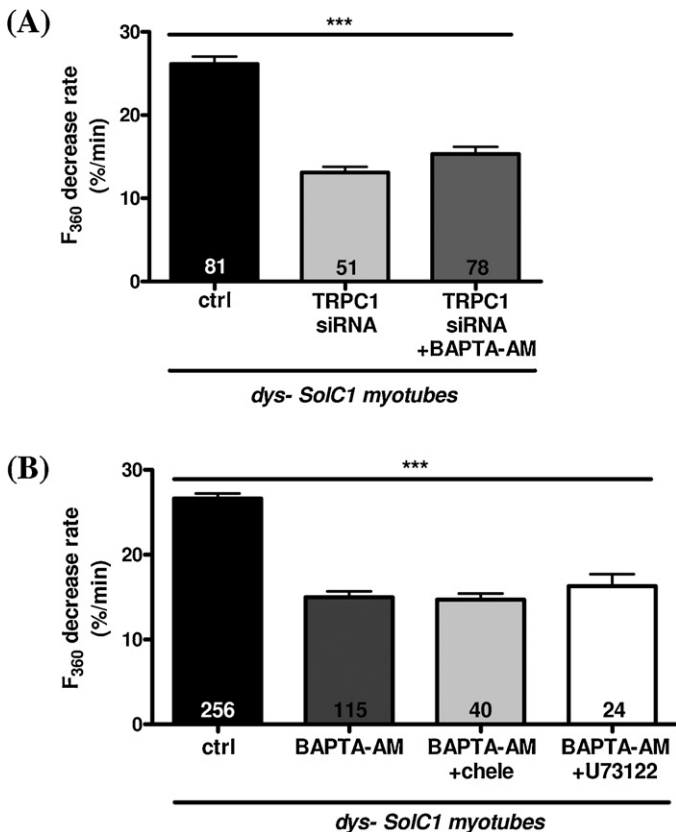 (A)
***
F360 decrease rate
(%/min)
30
20
10
0
81
51
78
ctrl
TRPC1
siRNA
TRPC1
siRNA
+BAPTA-AM
dys- SolC1 myotubes
(B)
***
F360 decrease rate
(%/min)
30
20
10
0
256
115
40
24
ctrl
BAPTA-AM
BAPTA-AM
+chele
BAPTA-AM
+U73122
dys- SolC1 myotubes